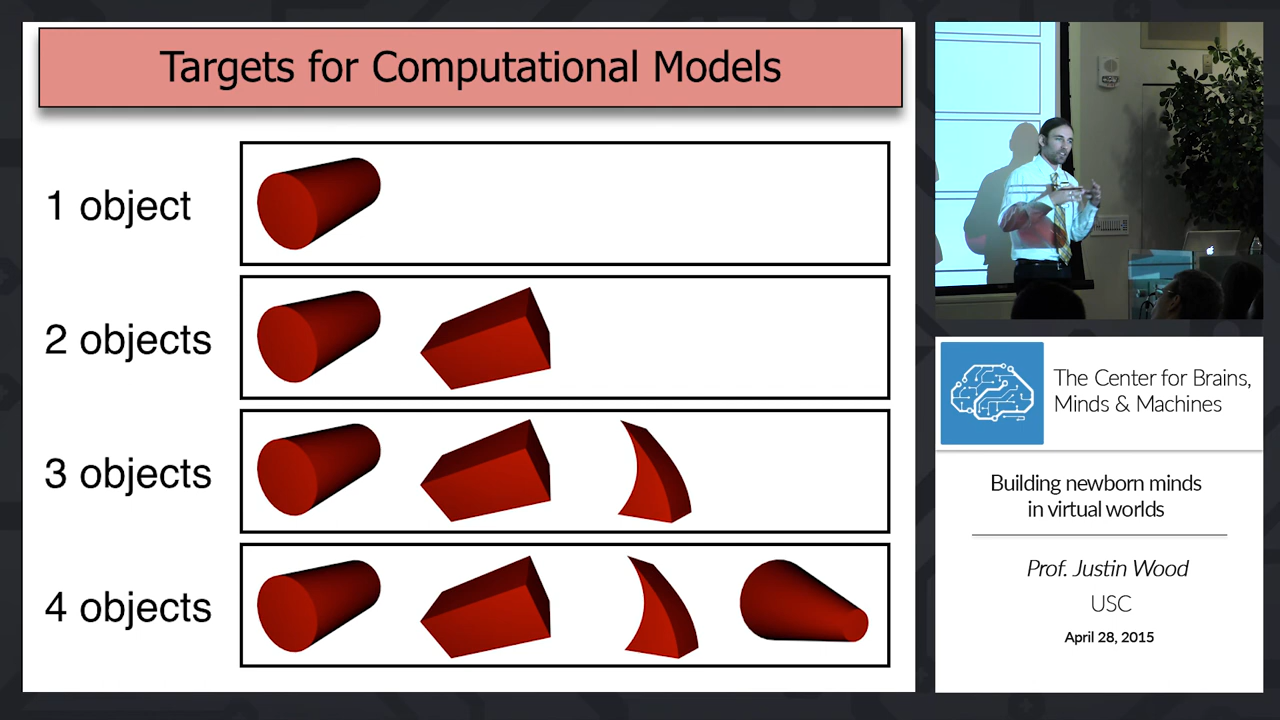 Targets for Computational Models
1 object
2 objects
3 objects
4 objects
The Center for Brains,
Minds & Machines
Building newborn minds
in virtual worlds
Prof. Justin Wood
USC
April 28, 2015